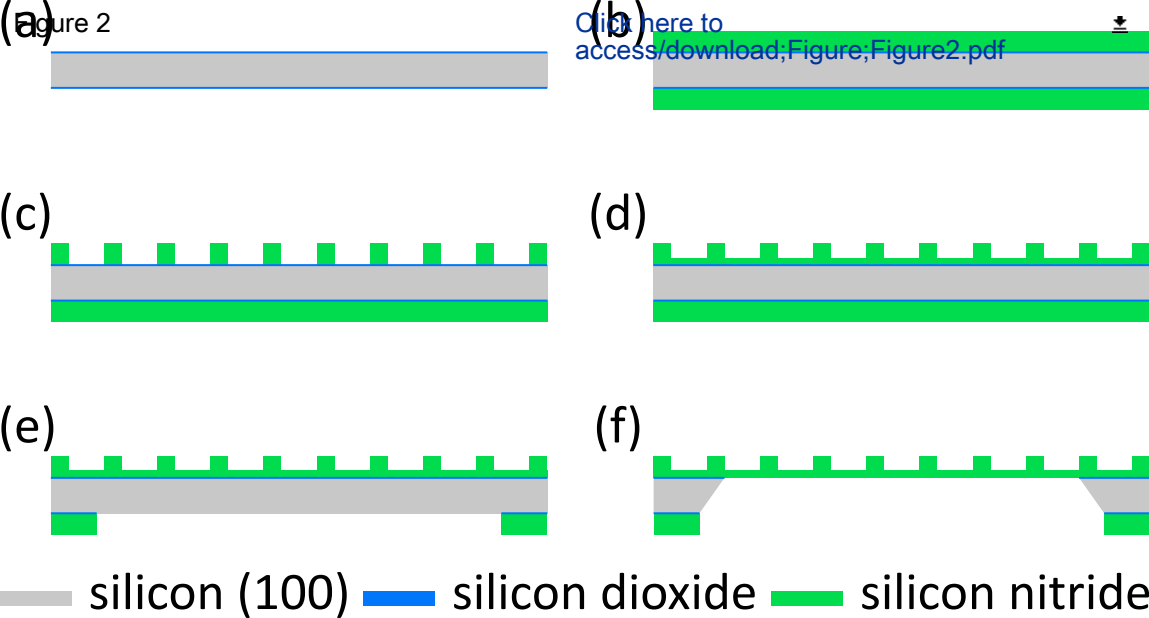 (a)
Figure 2
Click here to
access/download;Figure;Figure2.pdf
(b)
(c)
(d)
(e)
(f)
silicon (100)
silicon dioxide
silicon nitride